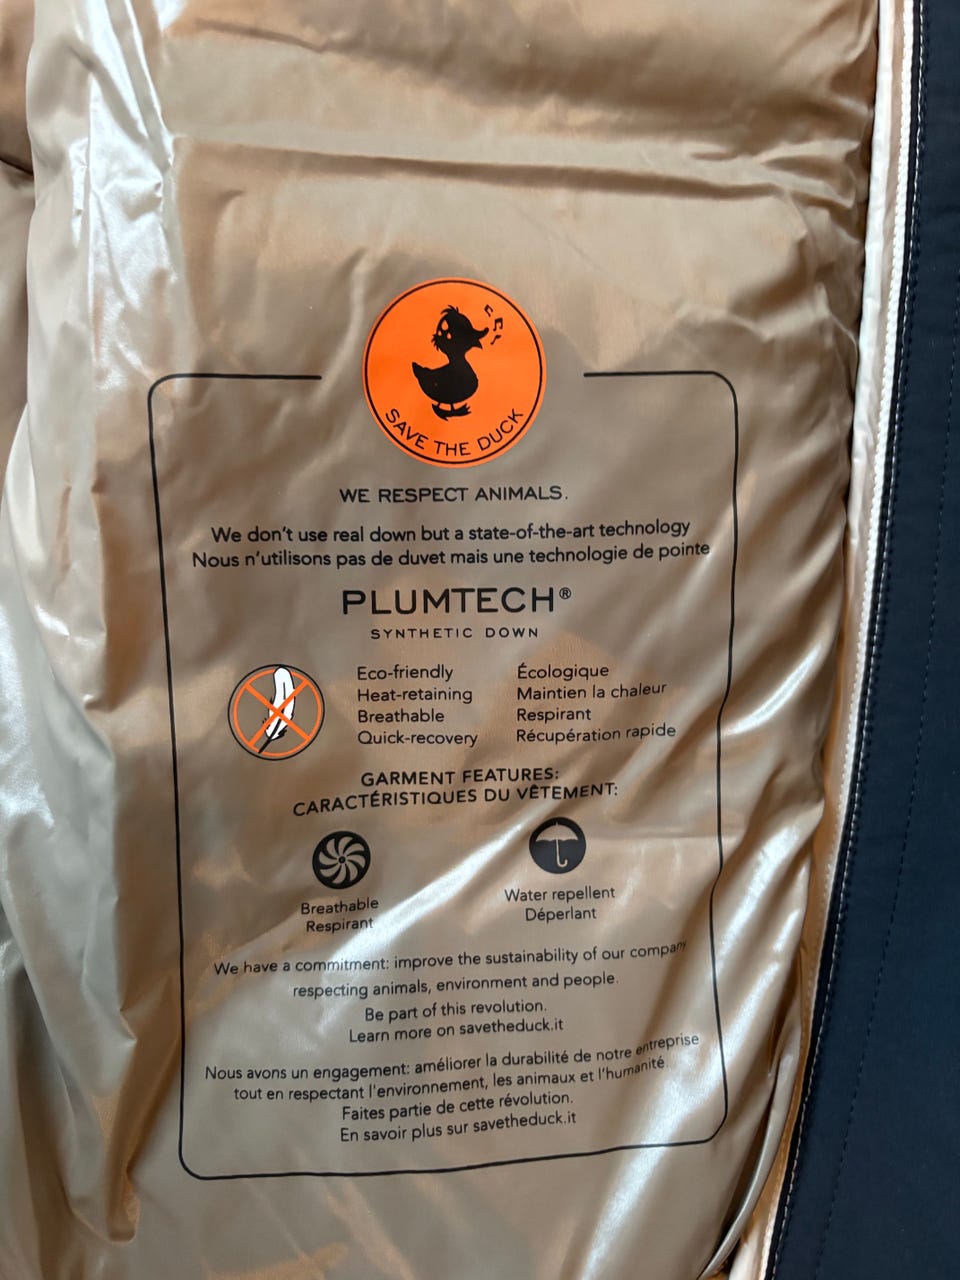 SAVE THE DUCK
WE RESPECT ANIMALS.
We don't use real down but a state-of-the-art technology
Nous n'utilisons pas de duvet mais une technologie de pointe
PLUMTECH®
SYNTHETIC DOWN
Eco-friendly Écologique
Heat-retaining Maintien la chaleur
Breathable Respirant
Quick-recovery Récupération rapide
GARMENT FEATURES:
CARACTÉRISTIQUES DU VÊTEMENT:
Breathable Water repellent
Respirant Déperlant
We have a commitment: improve the sustainability of our company
respecting animals, environment and people.
Be part of this revolution.
Learn more on savetheduck.it
Nous avons un engagement: améliorer la durabilité de notre entreprise
tout en respectant l'environnement, les animaux et l'humanité.
Faites partie de cette révolution.
En savoir plus sur savetheduck.it